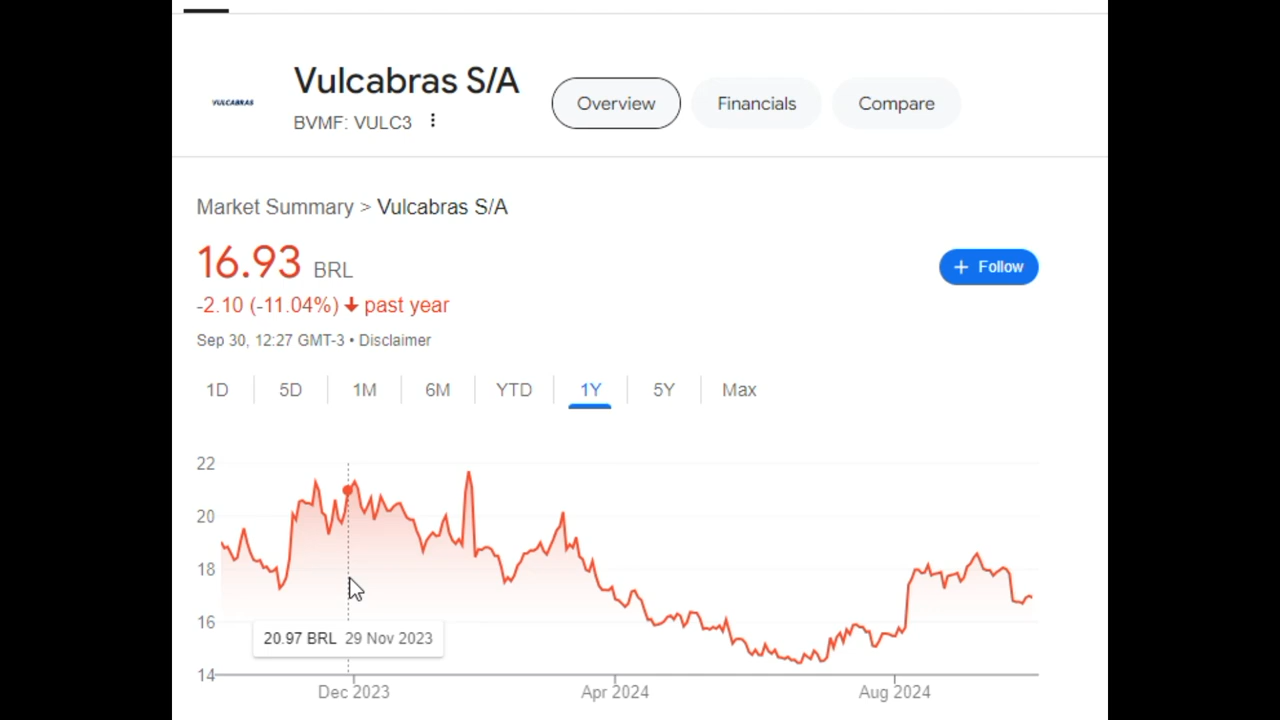 Vulcabras S/A
VULCABRAS
BVMF: VULC3
Overview
Financials
Compare
Market Summary > Vulcabras S/A
16.93 BRL
+ Follow
-2.10 (-11.04%) ↓ past year
Sep 30, 12:27 GMT-3 • Disclaimer
1D 5D 1M 6M YTD 1Y 5Y Max
22
20
18
16
14
20.97 BRL 29 Nov 2023
Dec 2023 Apr 2024 Aug 2024